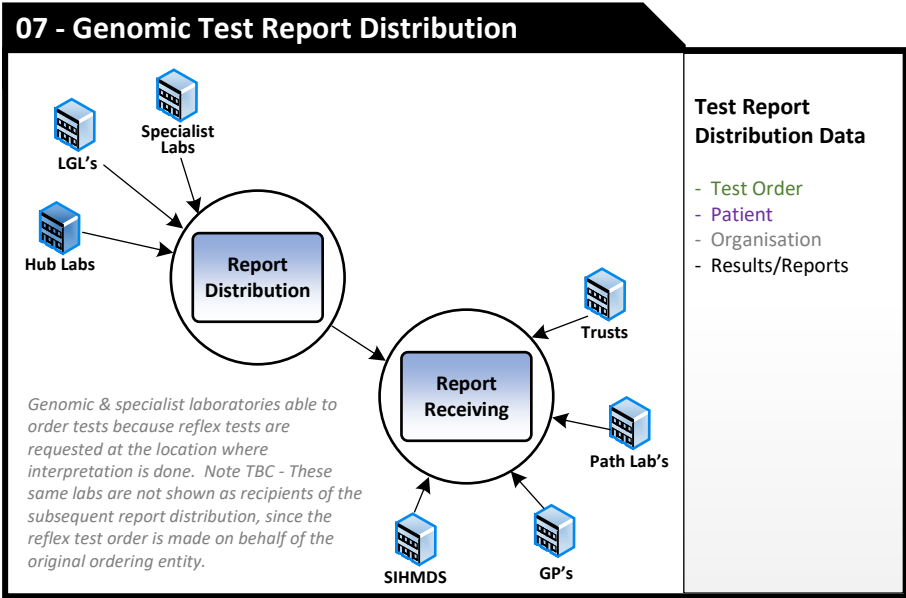 07 - Genomic Test Report Distribution
Specialist
Labs
LGL's
Hub Labs
Report
Distribution
Trusts
Report
Receiving
Path Lab's
SIHMDS
GP's
Genomic & specialist laboratories able to
order tests because reflex tests are
requested at the location where
interpretation is done.  Note TBC - These
same labs are not shown as recipients of the
subsequent report distribution, since the
reflex test order is made on behalf of the
original ordering entity.
Test Report
Distribution Data
- Test Order
- Patient
- Organisation
- Results/Reports